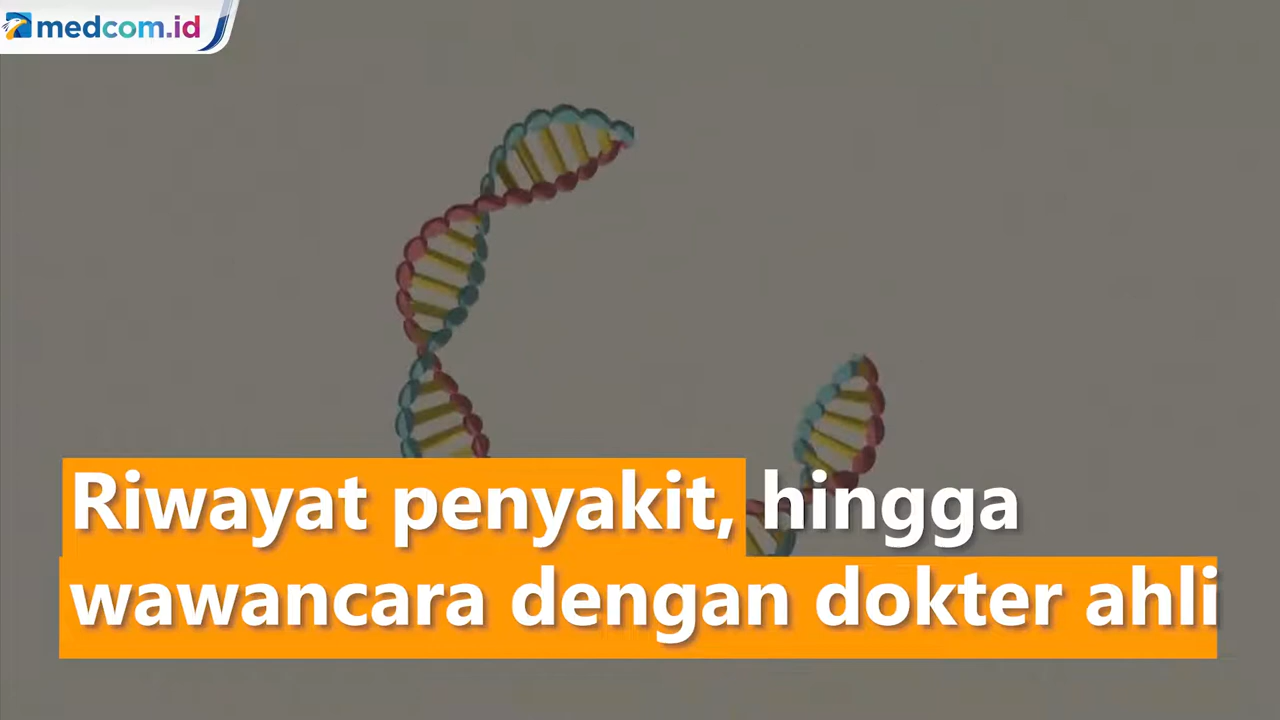 medcom.id
Riwayat penyakit, hingga
wawancara dengan dokter ahli